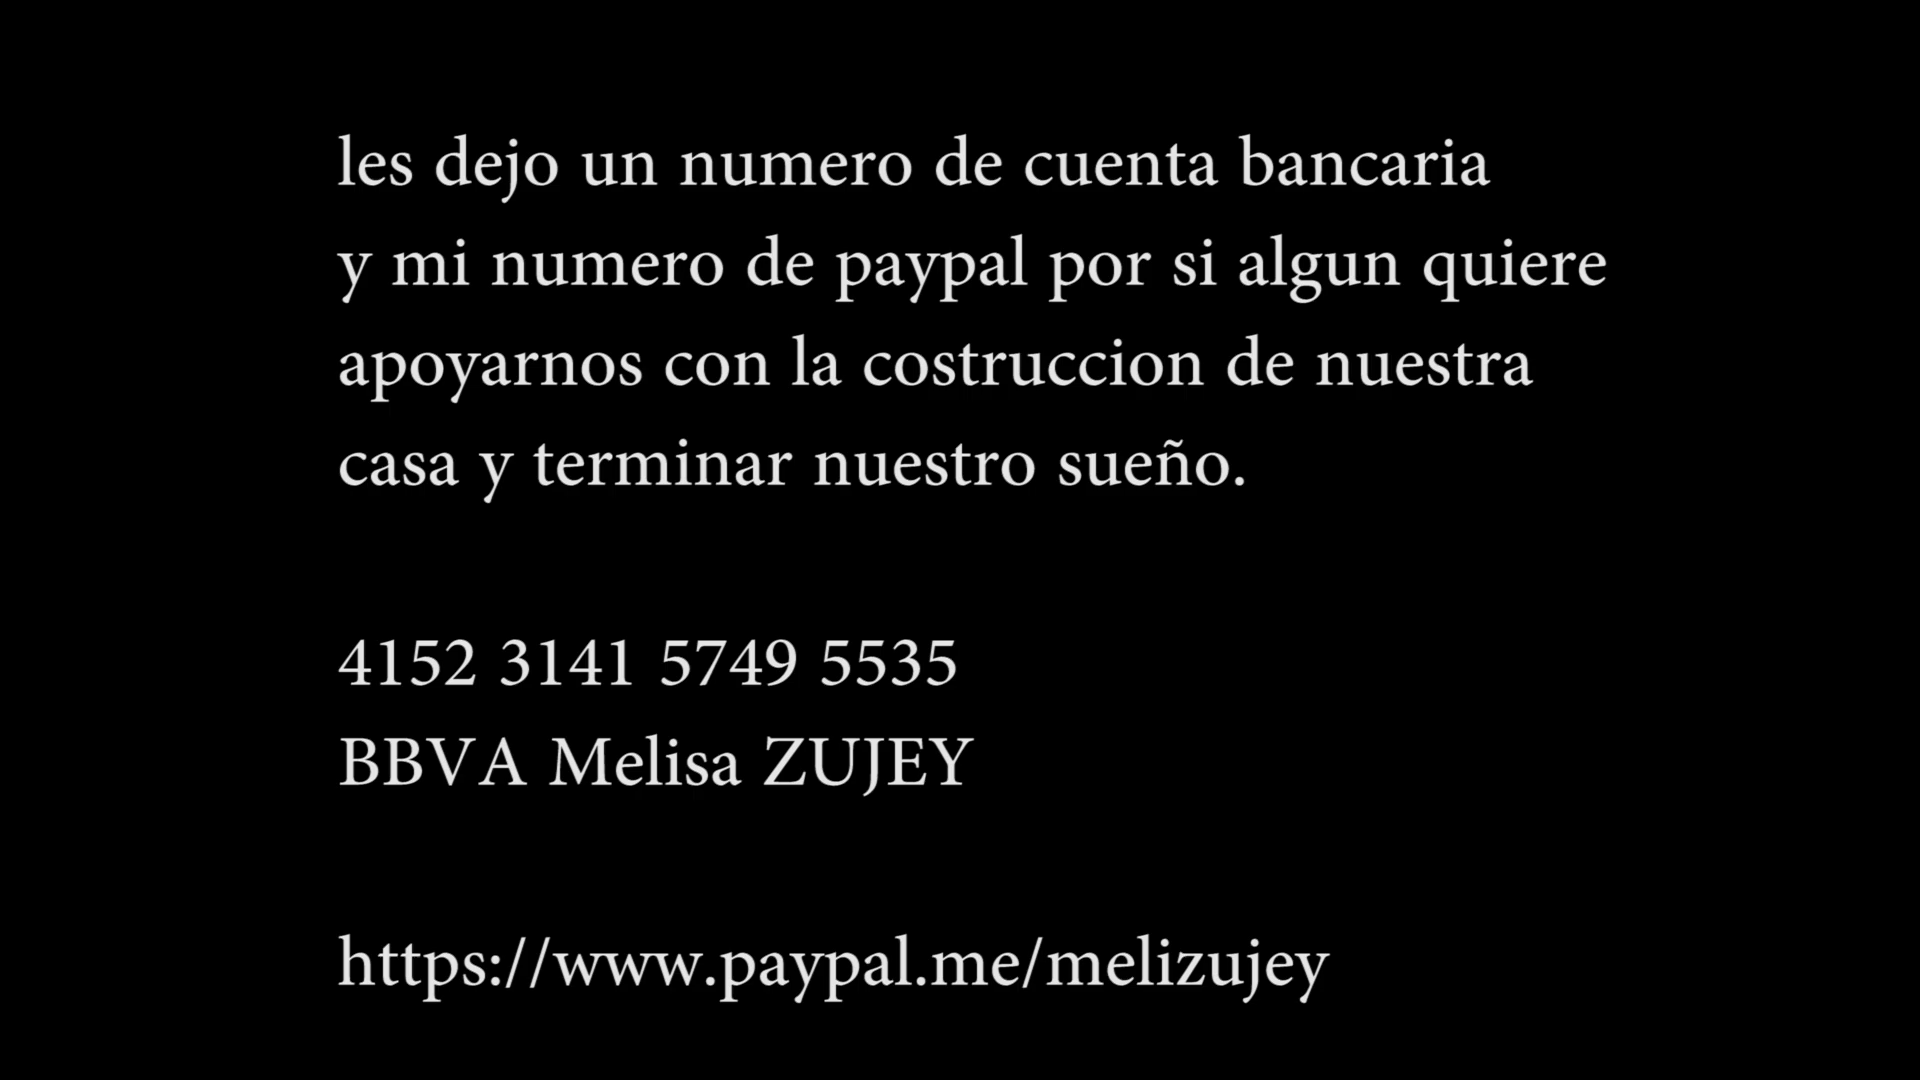 les dejo un numero de cuenta bancaria
y mi numero de paypal por si algun quiere
apoyarnos con la costruccion de nuestra
casa y terminar nuestro sueño.
4152 3141 5749 5535
BBVA Melisa ZUJEY
https://www.paypal.me/melizujey